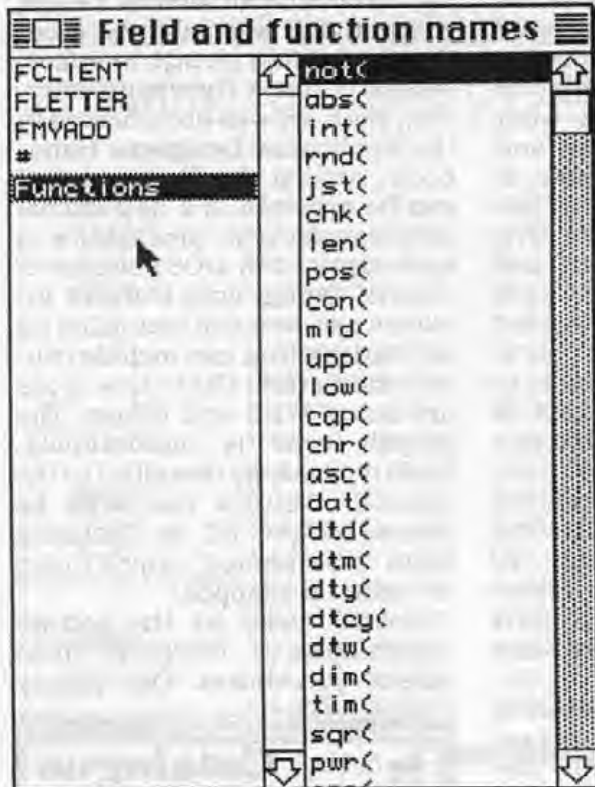 Field and function names
FCLIENT
FLETTER
FMYADD
#
Functions
not(
abs(
int(
rnd(
jst(
chk(
len(
pos(
con(
mid(
upp(
low(
cap(
chr(
asc(
dat(
dtd(
dtm(
dty(
dtcy(
dtw(
dim(
tim(
sqr(
pwr(